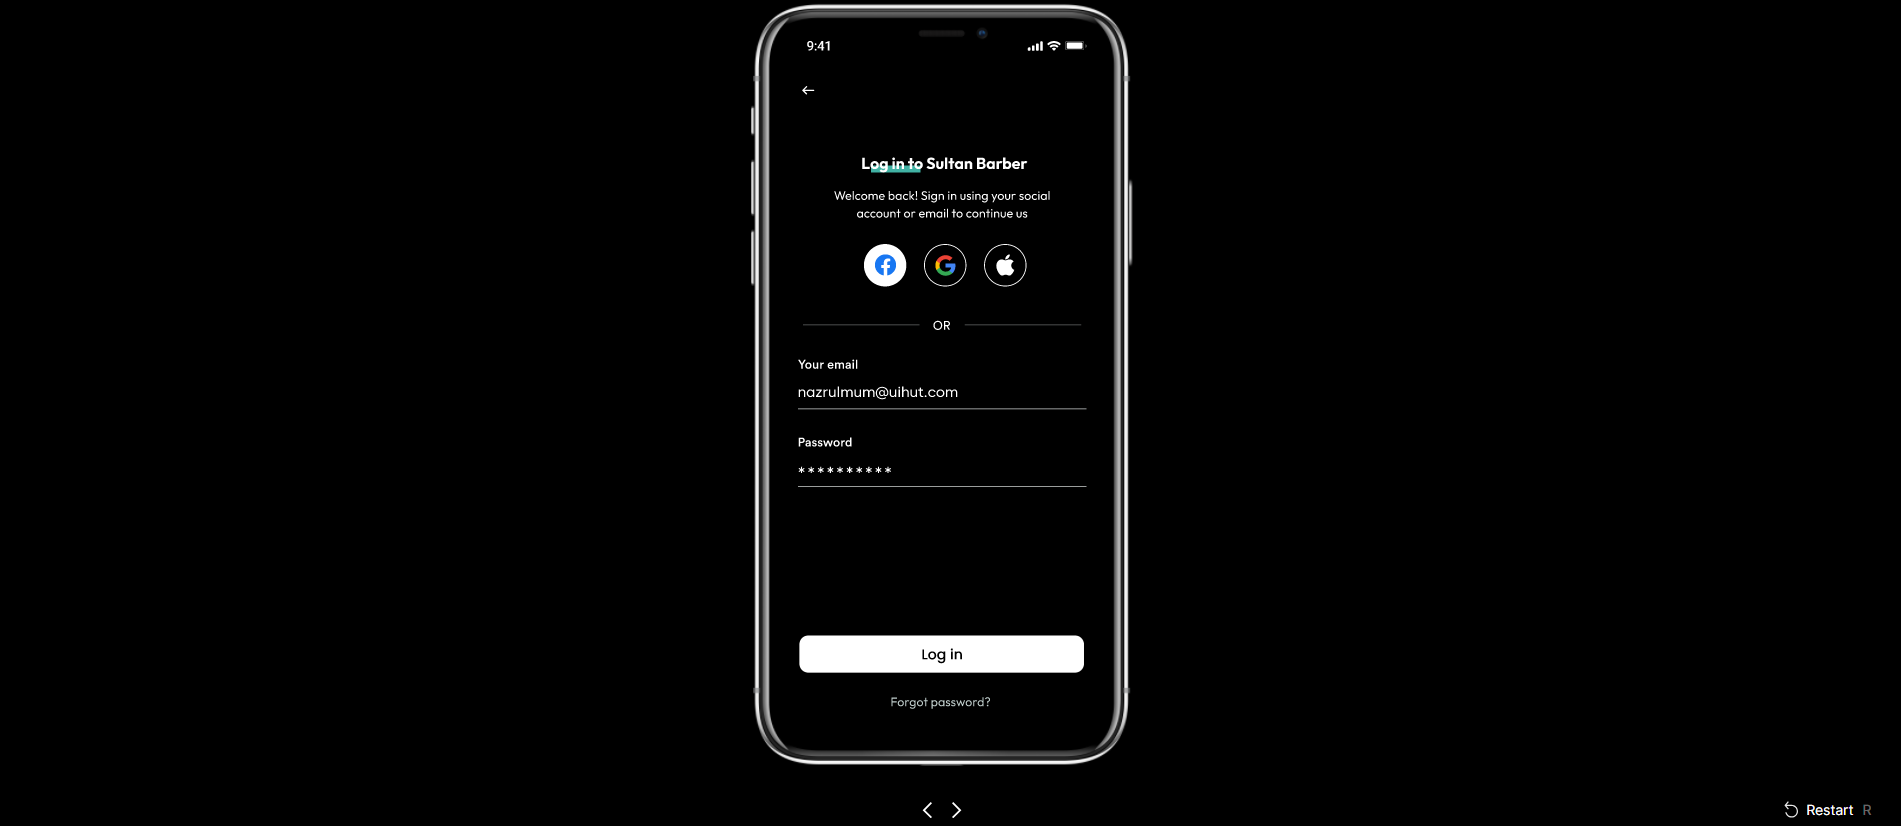 9:41
Log in to Sultan Barber
Welcome back! Sign in using your social
account or email to continue us
OR
Your email
nazrulmum@uihut.com
Password
**********
Log in
Forgot password?
Restart R